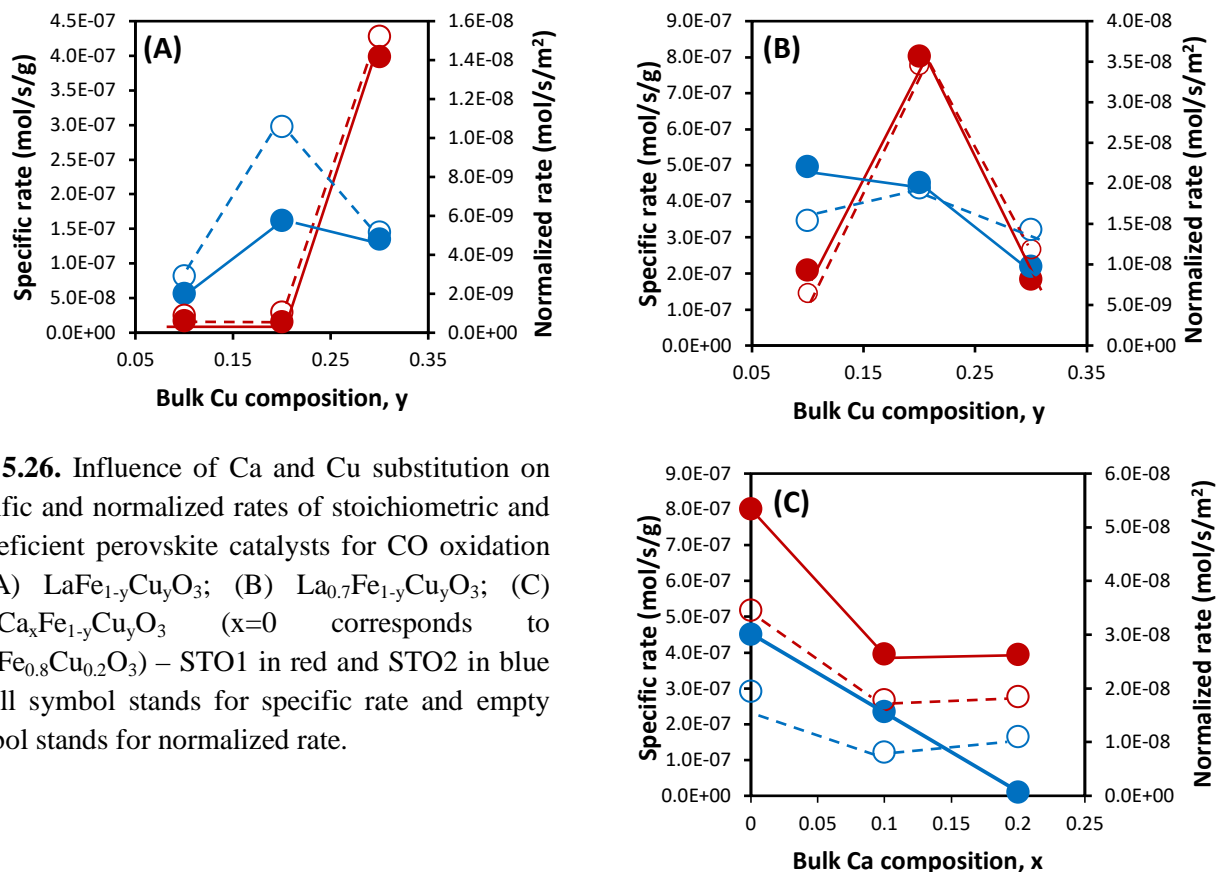 4.5E-07
4.0E-07
3.5E-07
3.0E-07
2.5E-07
2.0E-07
1.5E-07
1.0E-07
5.0E-08
0.0E+00
Specific rate (mol/s/g)
(A)
1.6E-08
1.4E-08
1.2E-08
1.0E-08
8.0E-09
6.0E-09
4.0E-09
2.0E-09
0.0E+00
Normalized rate (mol/s/m²)
0.05 0.15 0.25 0.35
Bulk Cu composition, y
9.0E-07
8.0E-07
7.0E-07
6.0E-07
5.0E-07
4.0E-07
3.0E-07
2.0E-07
1.0E-07
0.0E+00
Specific rate (mol/s/g)
(B)
4.0E-08
3.5E-08
3.0E-08
2.5E-08
2.0E-08
1.5E-08
1.0E-08
5.0E-09
0.0E+00
Normalized rate (mol/s/m²)
0.05 0.15 0.25 0.35
Bulk Cu composition, y
5.26. Influence of Ca and Cu substitution on
and normalized rates of stoichiometric and
perovskite catalysts for CO oxidation
A) LaFe₁₋yCuyO₃; (B) La₀.₇Fe₁₋yCuyO₃; (C)
CaₓFe₁₋yCuyO₃ (x=0 corresponds to
Fe₀.₈Cu₀.₂O₃) – STO1 in red and STO2 in blue
symbol stands for specific rate and empty
stands for normalized rate.
9.0E-07
8.0E-07
7.0E-07
6.0E-07
5.0E-07
4.0E-07
3.0E-07
2.0E-07
1.0E-07
0.0E+00
Specific rate (mol/s/g)
(C)
6.0E-08
5.0E-08
4.0E-08
3.0E-08
2.0E-08
1.0E-08
0.0E+00
Normalized rate (mol/s/m²)
0 0.05 0.1 0.15 0.2 0.25
Bulk Ca composition, x